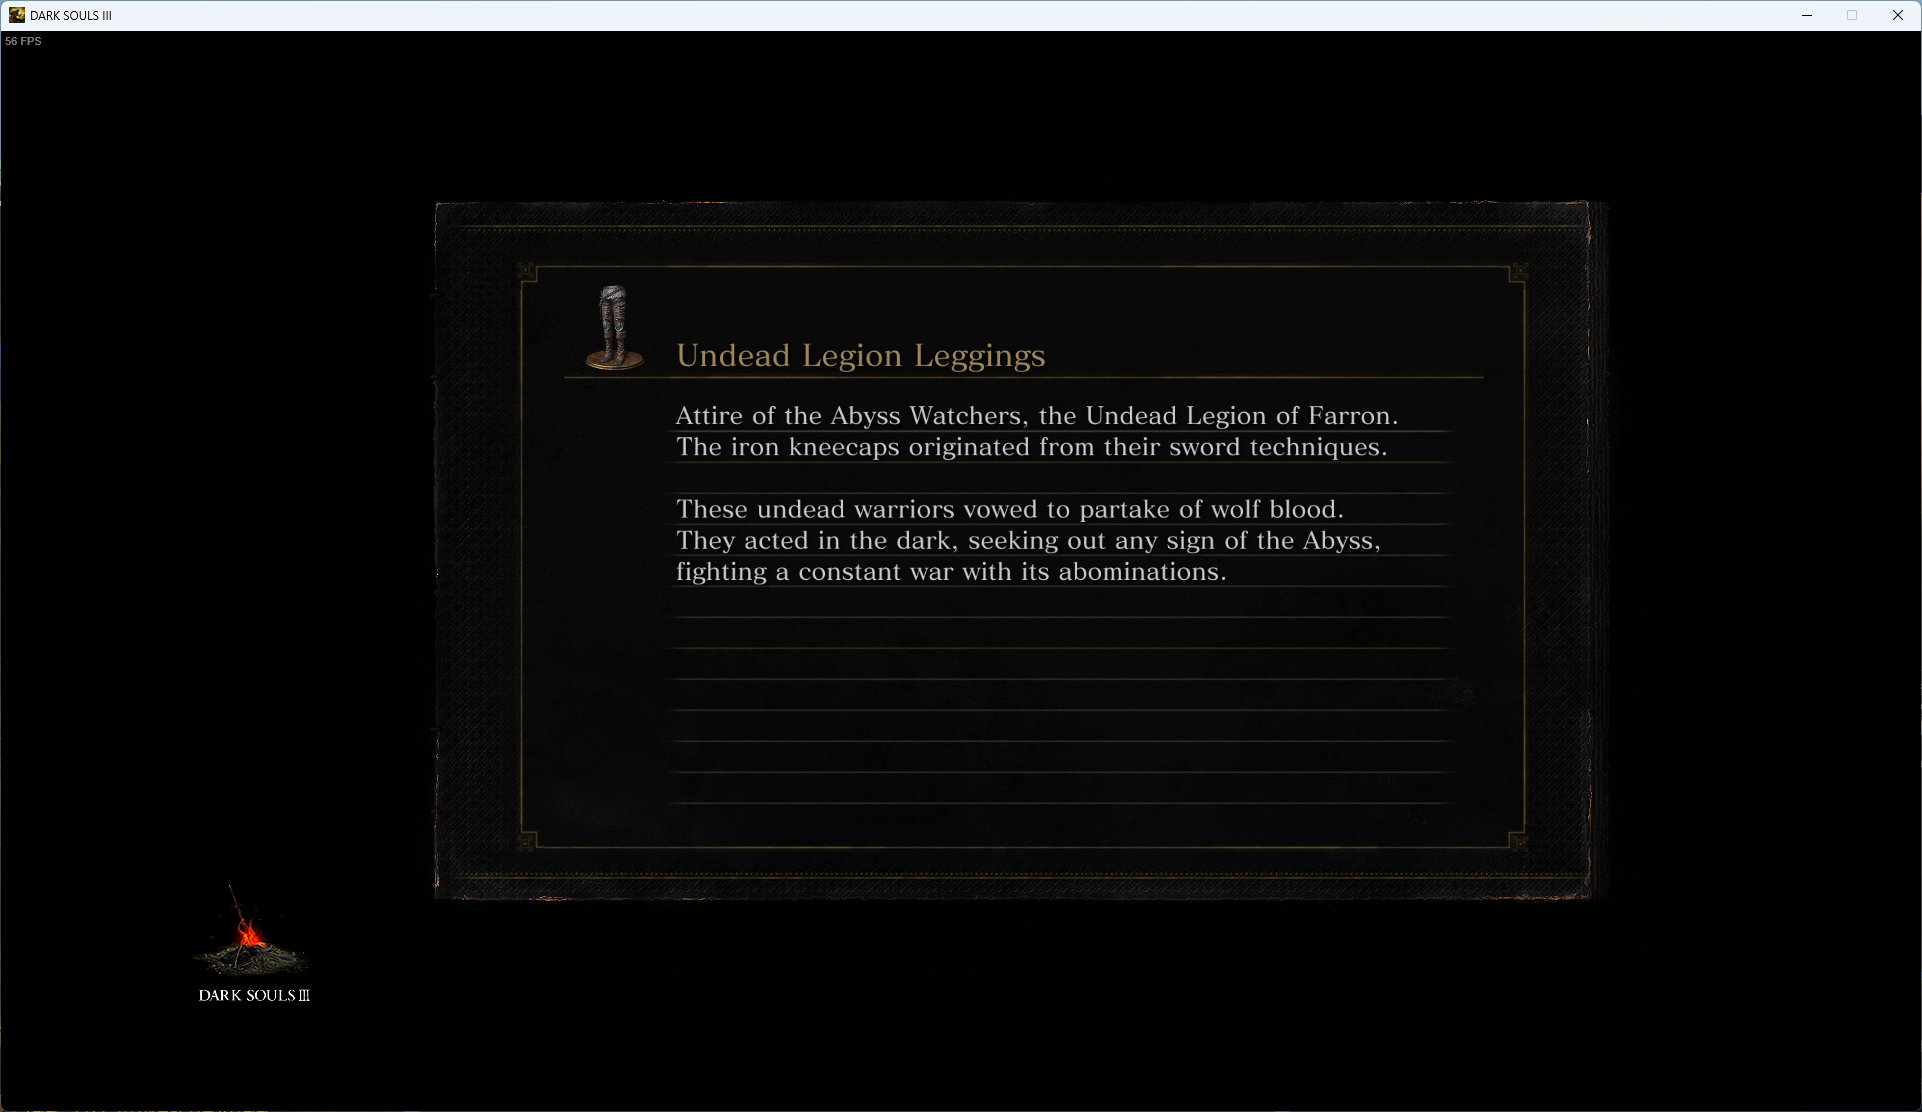 DARK SOULS III
56 FPS
Undead Legion Leggings
Attire of the Abyss Watchers, the Undead Legion of Farron.
The iron kneecaps originated from their sword techniques.
These undead warriors vowed to partake of wolf blood.
They acted in the dark, seeking out any sign of the Abyss,
fighting a constant war with its abominations.
DARK SOULS III